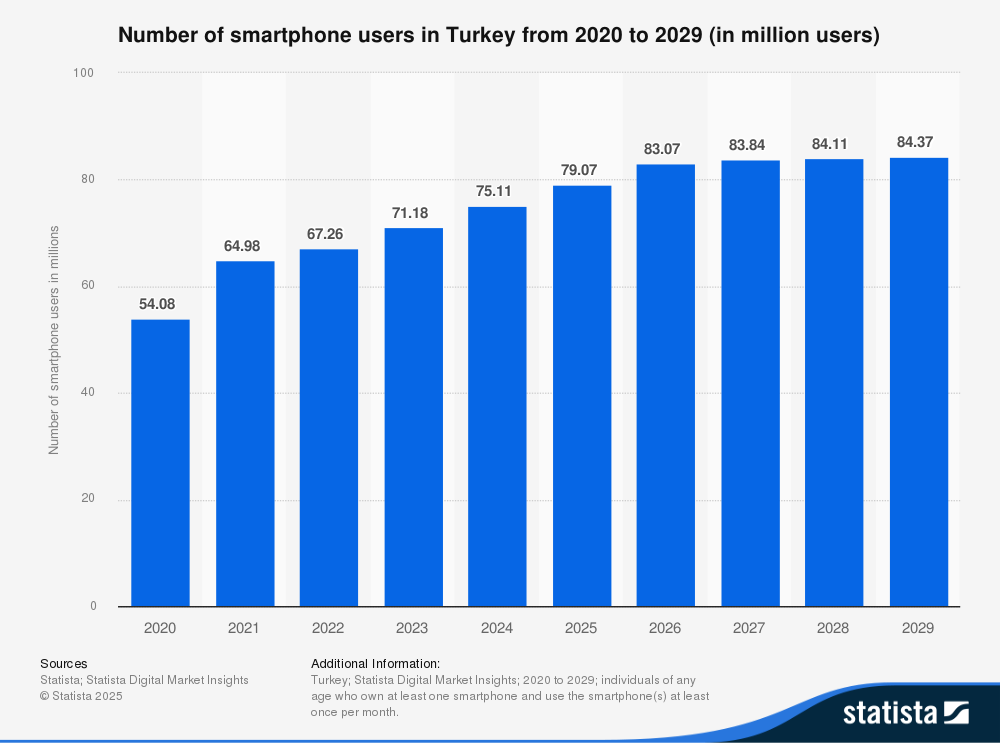 Number of smartphone users in Turkey from 2020 to 2029 (in million users)
Number of smartphone users in millions
100
80
60
40
20
0
54.08
64.98
67.26
71.18
75.11
79.07
83.07
83.84
84.11
84.37
2020
2021
2022
2023
2024
2025
2026
2027
2028
2029
Sources
Statista; Statista Digital Market Insights
© Statista 2025
Additional Information:
Turkey; Statista Digital Market Insights; 2020 to 2029; individuals of any
age who own at least one smartphone and use the smartphone(s) at least
once per month.
statista